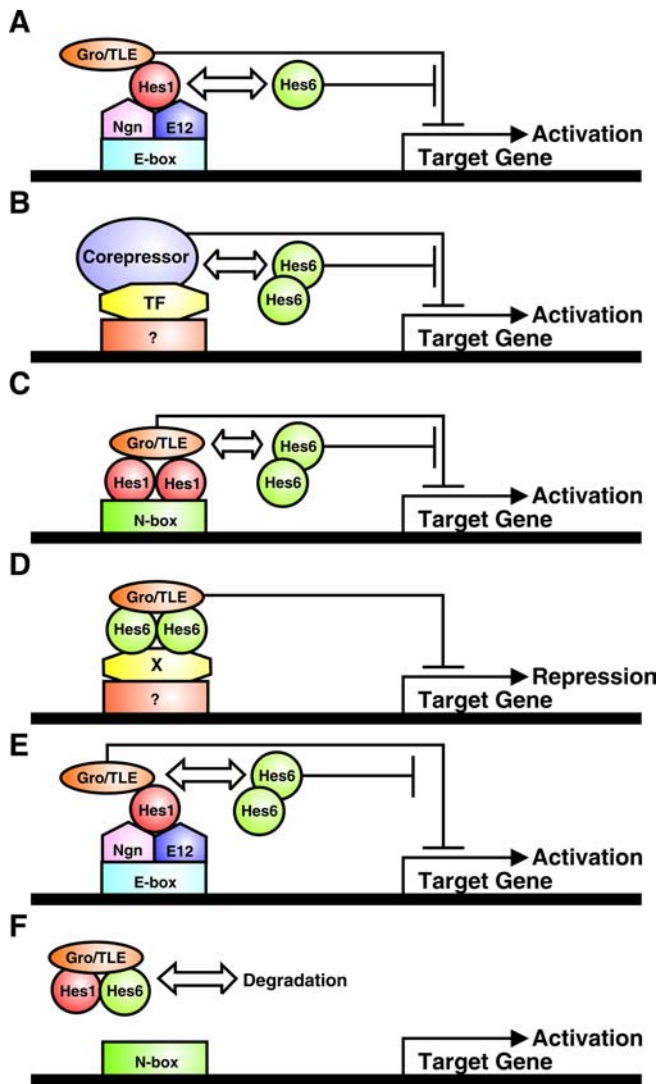 A
Gro/TLE
Hes1
Hes6
Ngn
E12
E-box
Activation
Target Gene
B
Corepressor
Hes6
Hes6
TF
?
Activation
Target Gene
C
Gro/TLE
Hes6
Hes1
Hes1
Hes6
N-box
Activation
Target Gene
D
Gro/TLE
Hes6
Hes6
X
?
Repression
Target Gene
E
Gro/TLE
Hes6
Hes1
Hes6
Ngn
E12
E-box
Activation
Target Gene
F
Gro/TLE
Hes1
Hes6
Degradation
N-box
Activation
Target Gene